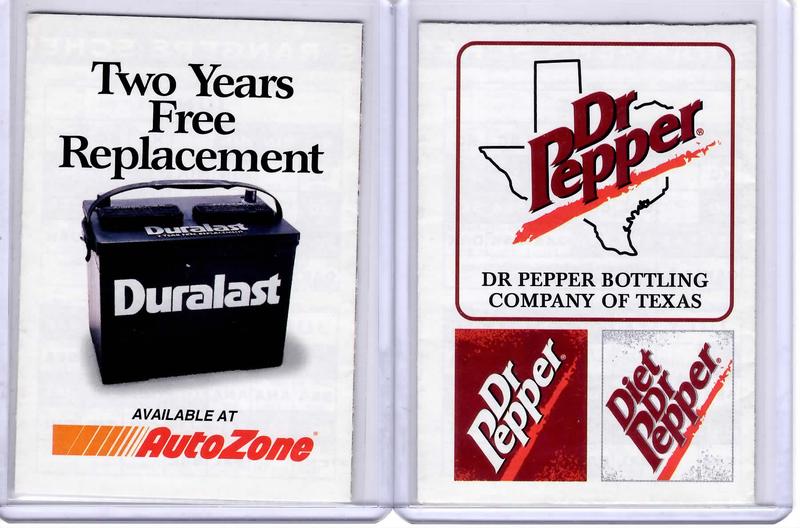 Two Years
Free
Replacement
Duralast
Duralast
AVAILABLE AT
AutoZone
Dr
Pepper®
DR PEPPER BOTTLING
COMPANY OF TEXAS
Dr
Pepper®
Diet
Dr
Pepper®